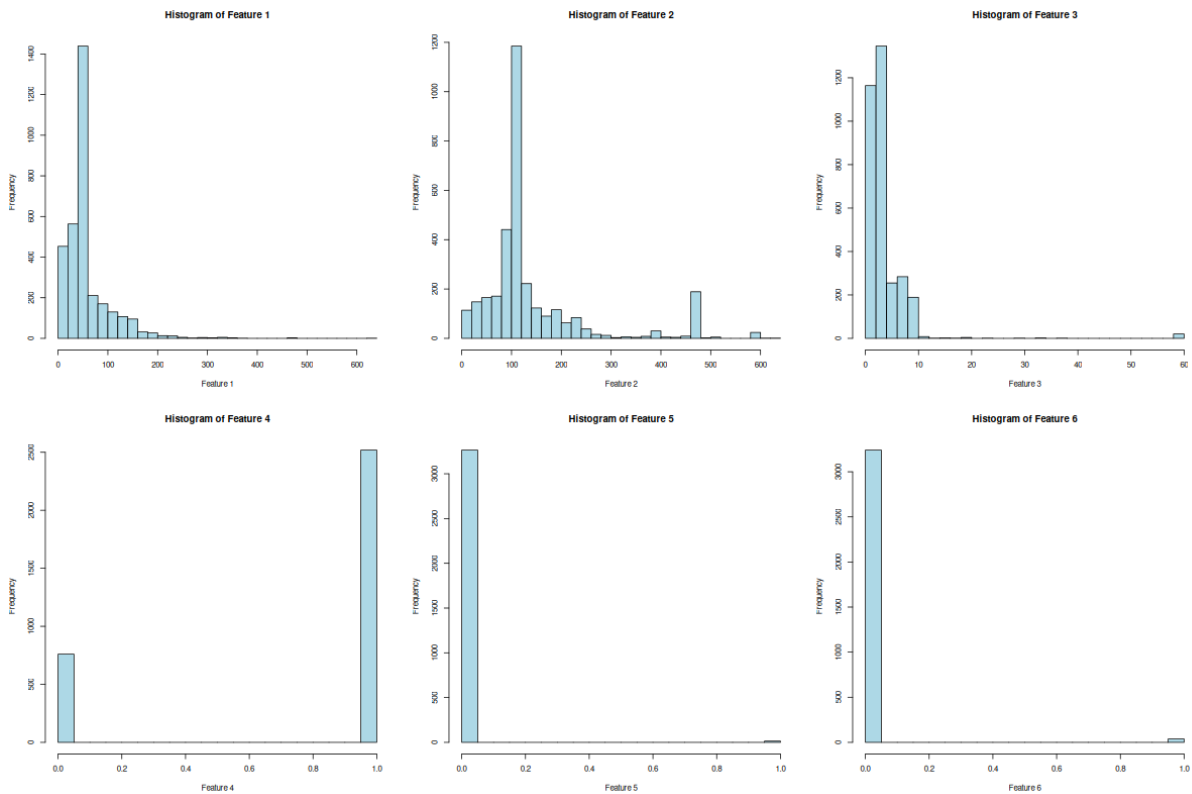 Histogram of Feature 1
Frequency
0
200
400
600
800
1000
1200
1400
0 100 200 300 400 500 600
Feature 1
Histogram of Feature 2
Frequency
0
200
400
600
800
1000
1200
0 100 200 300 400 500 600
Feature 2
Histogram of Feature 3
Frequency
0
200
400
600
800
1000
1200
0 10 20 30 40 50 60
Feature 3
Histogram of Feature 4
Frequency
0
500
1000
1500
2000
2500
0.0 0.2 0.4 0.6 0.8 1.0
Feature 4
Histogram of Feature 5
Frequency
0
500
1000
1500
2000
2500
3000
0.0 0.2 0.4 0.6 0.8 1.0
Feature 5
Histogram of Feature 6
Frequency
0
500
1000
1500
2000
2500
3000
0.0 0.2 0.4 0.6 0.8 1.0
Feature 6